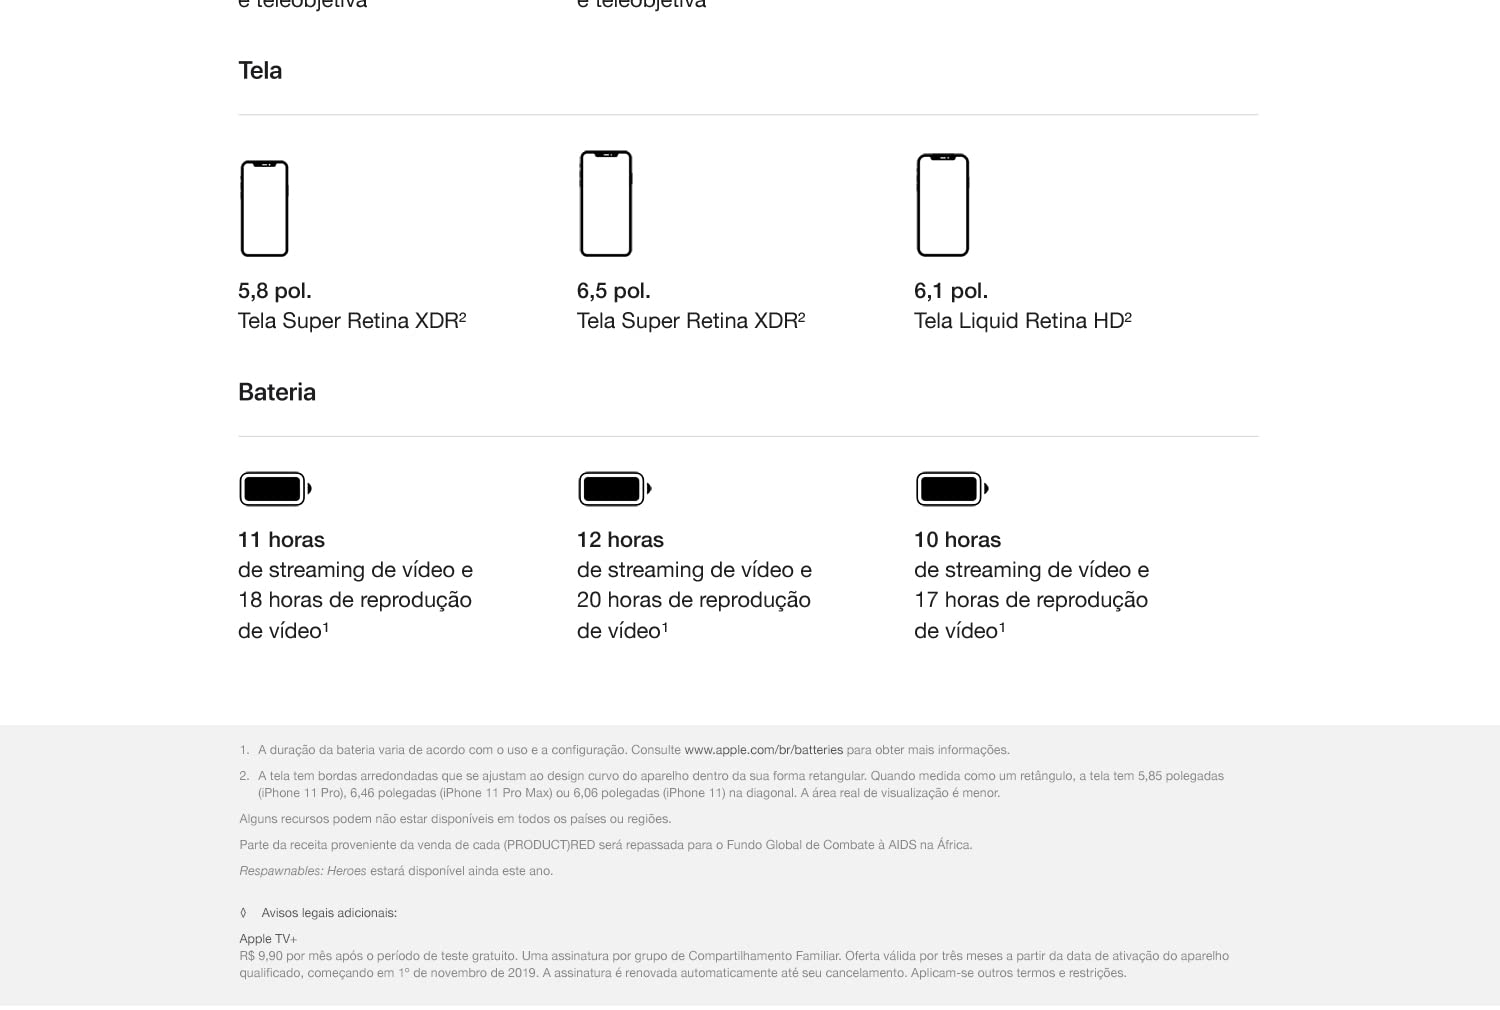 e teleobjetiva
e teleobjetiva
Tela
5,8 pol.
Tela Super Retina XDR²
6,5 pol.
Tela Super Retina XDR²
6,1 pol.
Tela Liquid Retina HD²
Bateria
11 horas
de streaming de vídeo e
18 horas de reprodução
de vídeo¹
12 horas
de streaming de vídeo e
20 horas de reprodução
de vídeo¹
10 horas
de streaming de vídeo e
17 horas de reprodução
de vídeo¹
1. A duração da bateria varia de acordo com o uso e a configuração. Consulte www.apple.com/br/batteries para obter mais informações.
2. A tela tem bordas arredondadas que se ajustam ao design curvo do aparelho dentro da sua forma retangular. Quando medida como um retângulo, a tela tem 5,85 polegadas
(iPhone 11 Pro), 6,46 polegadas (iPhone 11 Pro Max) ou 6,06 polegadas (iPhone 11) na diagonal. A área real de visualização é menor.
Alguns recursos podem não estar disponíveis em todos os países ou regiões.
Parte da receita proveniente da venda de cada (PRODUCT)RED será repassada para o Fundo Global de Combate à AIDS na África.
Respawnables: Heroes estará disponível ainda este ano.
◊ Avisos legais adicionais:
Apple TV+
R$ 9,90 por mês após o período de teste gratuito. Uma assinatura por grupo de Compartilhamento Familiar. Oferta válida por três meses a partir da data de ativação do aparelho
qualificado, começando em 1º de novembro de 2019. A assinatura é renovada automaticamente até seu cancelamento. Aplicam-se outros termos e restrições.